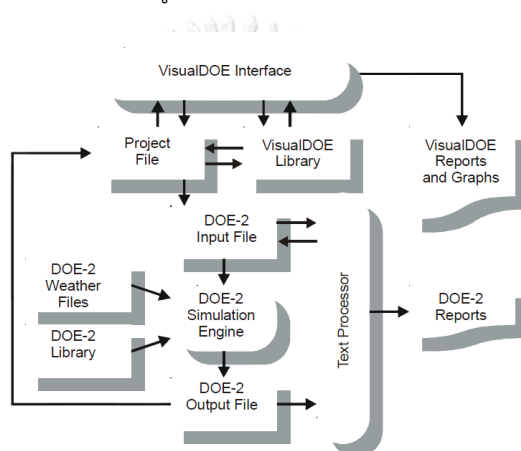 VisualDOE Interface
Project
File
VisualDOE
Library
VisualDOE
Reports
and Graphs
DOE-2
Input File
DOE-2
Weather
Files
DOE-2
Simulation
Engine
DOE-2
Library
DOE-2
Output File
Text Processor
DOE-2
Reports